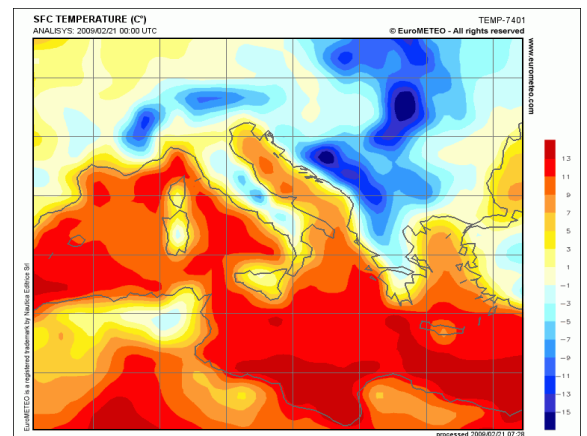 SFC TEMPERATURE (C°)
TEMP-7401
ANALISYS: 2009/02/21 00:00 UTC
© EuroMETEO - All rights reserved
www.eurometeo.com
13
11
9
7
5
3
1
-1
-3
-5
-7
-9
-11
-13
-15
EuroMETEO is a registered trademark by Nautica Editrice Srl
processed 2009/02/21 07:28